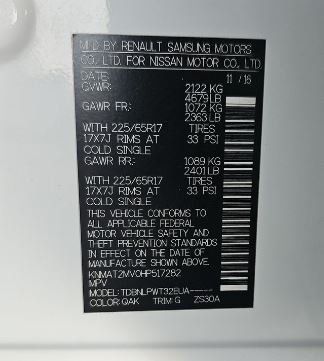 MFD BY RENAULT SAMSUNG MOTORS
CO., LTD. FOR NISSAN MOTOR CO., LTD.
DATE: 11 / 16
GVWR: 2122 KG
4679 LB
GAWR FR: 1072 KG
2363 LB
WITH 225/65R17 TIRES
17X7J RIMS AT 33 PSI
COLD SINGLE
GAWR RR: 1089 KG
2401 LB
WITH 225/65R17 TIRES
17X7J RIMS AT 33 PSI
COLD SINGLE
THIS VEHICLE CONFORMS TO
ALL APPLICABLE FEDERAL
MOTOR VEHICLE SAFETY AND
THEFT PREVENTION STANDARDS
IN EFFECT ON THE DATE OF
MANUFACTURE SHOWN ABOVE.
KNMAT2MV0HP517282
MPV
MODEL: TDBNLPWT32EUA-----
COLOR: QAK TRIM: G ZS30A